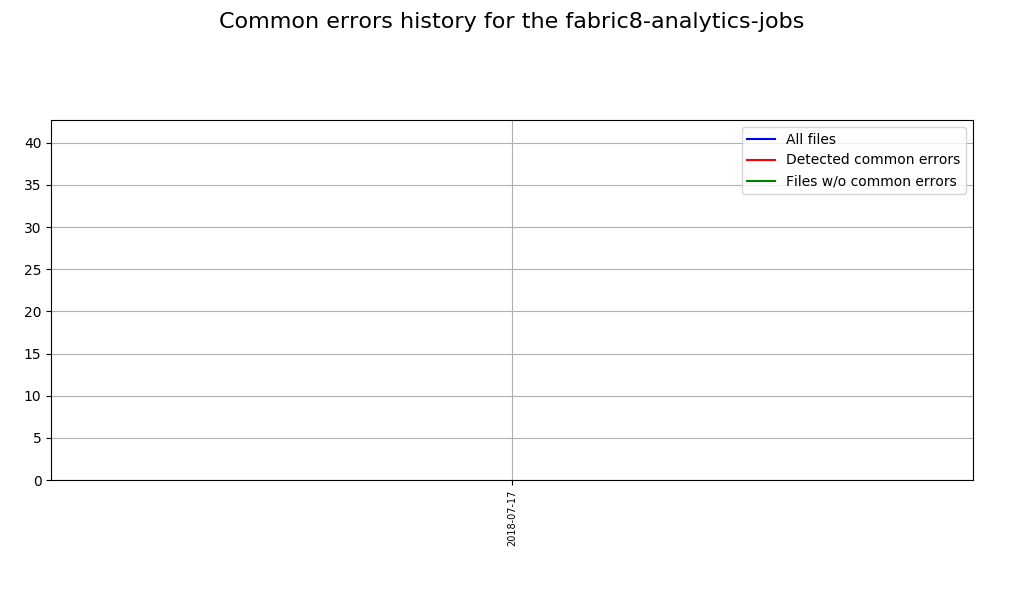 Common errors history for the fabric8-analytics-jobs
All files
Detected common errors
Files w/o common errors
40
35
30
25
20
15
10
5
0
2018-07-17